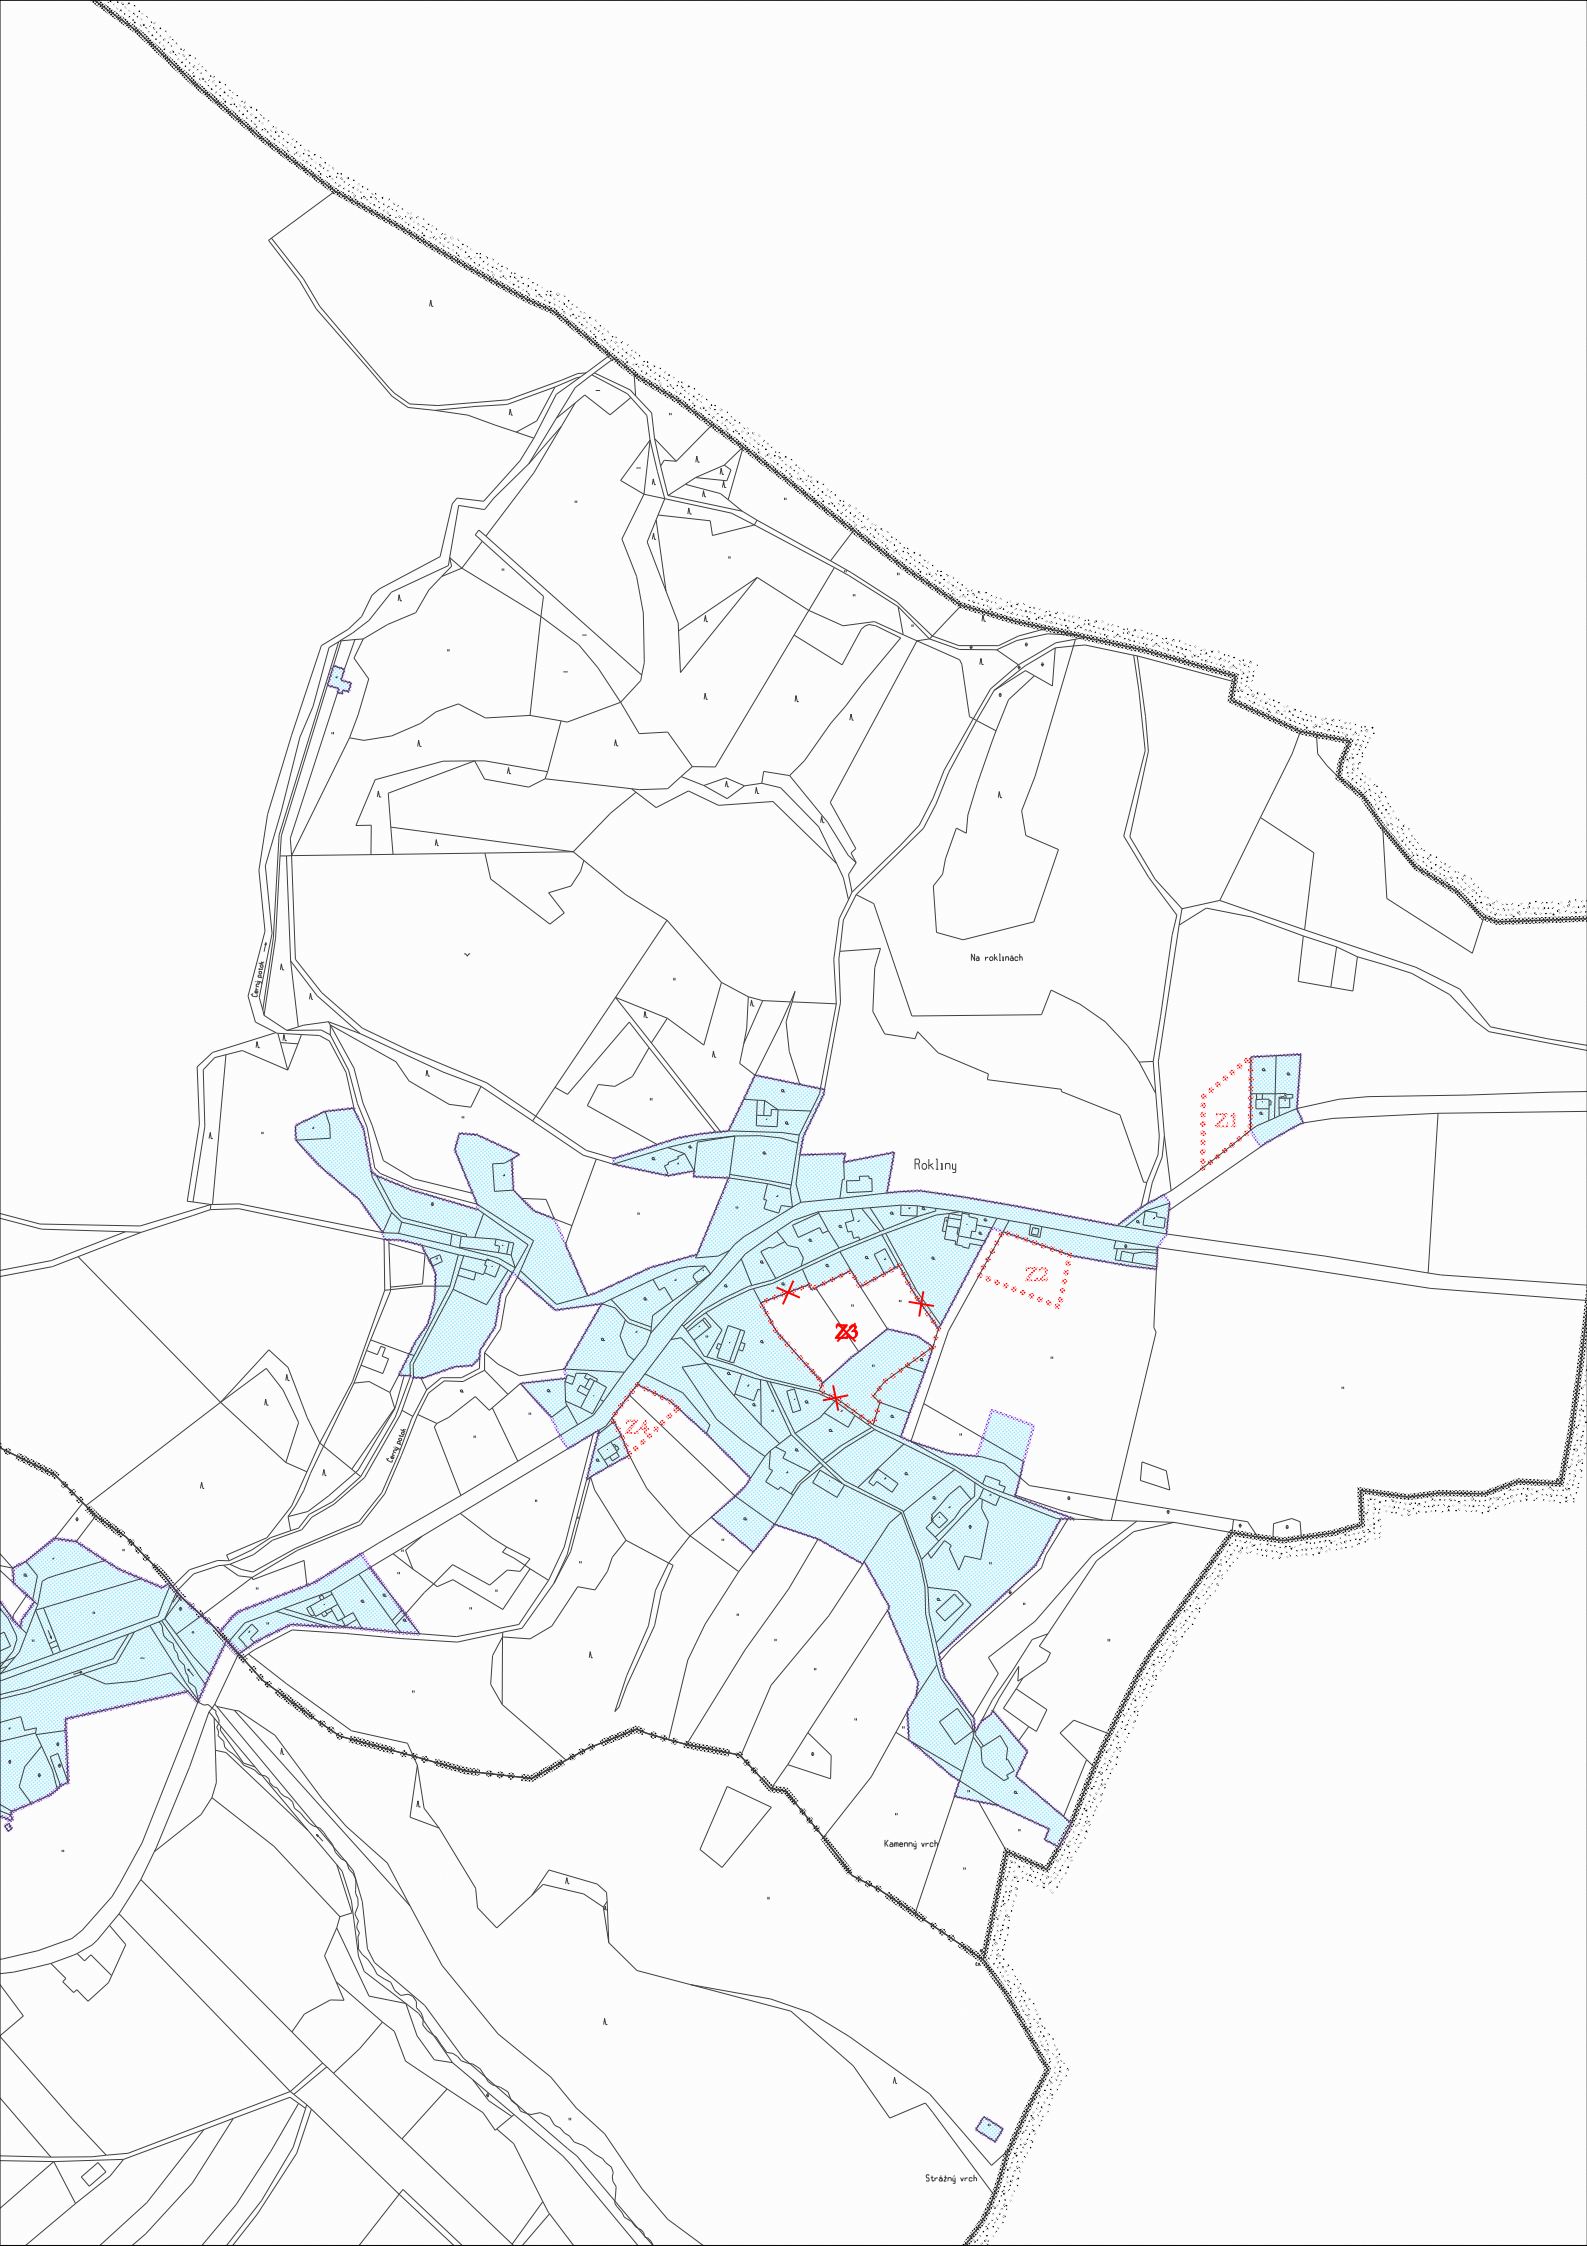 Na roklinách
Černý potok
Z1
Rokliny
Z2
Z3
Z4
Černý potok
Kamenný vrch
Strážný vrch